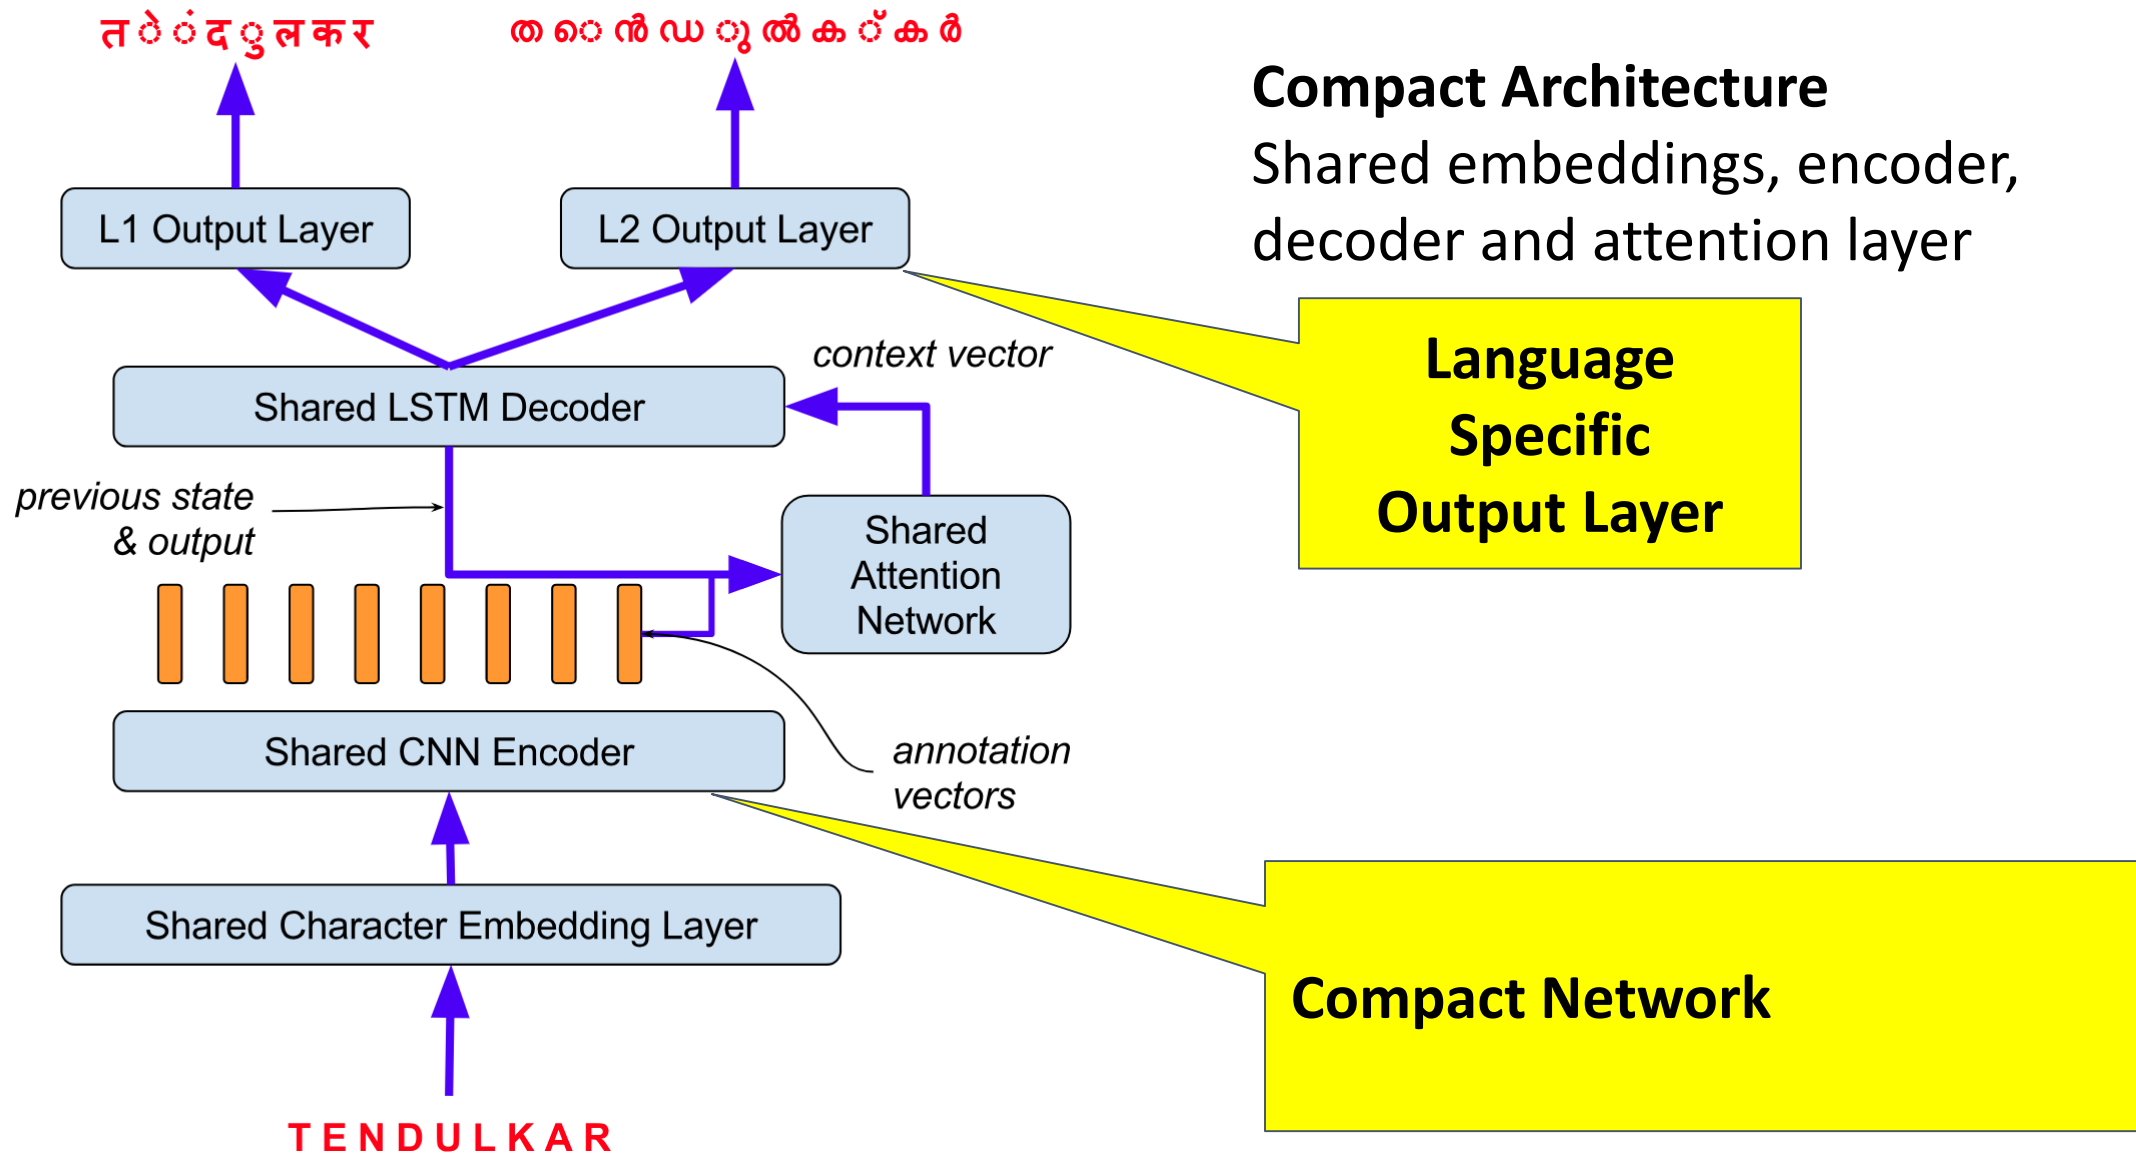 त े ं द ु ल क र
ത െ ൻ ഡ ു ൽ ക ് ക ർ
Compact Architecture
Shared embeddings, encoder,
decoder and attention layer
L1 Output Layer
L2 Output Layer
Language
Specific
Output Layer
context vector
Shared LSTM Decoder
previous state
& output
Shared
Attention
Network
Shared CNN Encoder
annotation
vectors
Shared Character Embedding Layer
Compact Network
T E N D U L K A R